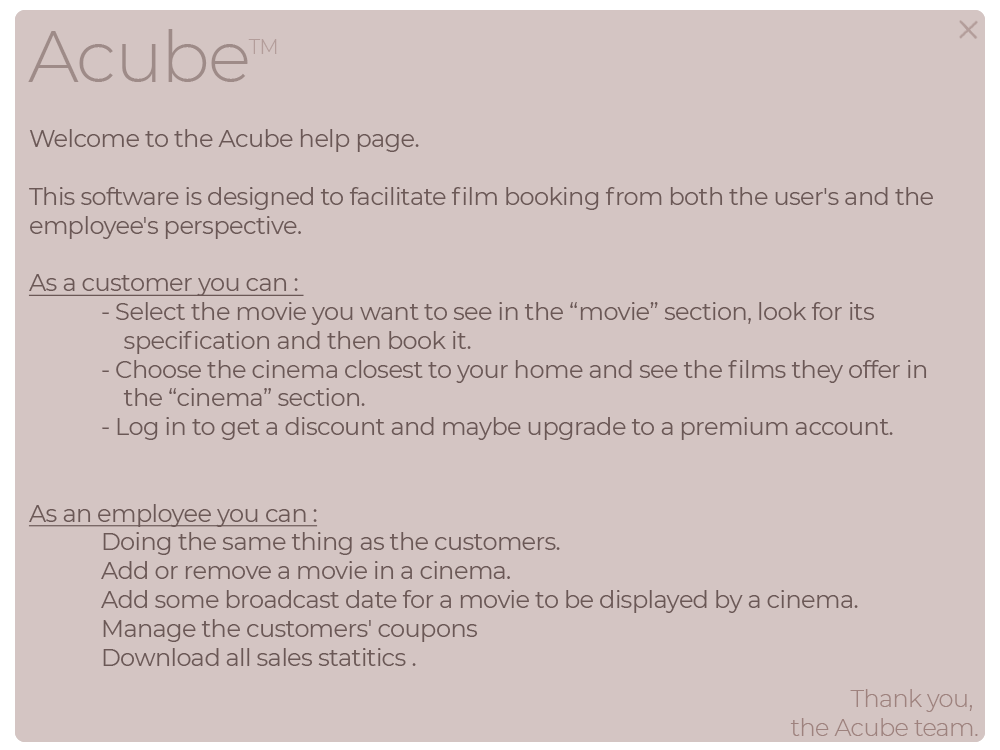 Acube™
Welcome to the Acube help page.
This software is designed to facilitate film booking from both the user's and the
employee's perspective.
As a customer you can :
- Select the movie you want to see in the “movie” section, look for its
specification and then book it.
- Choose the cinema closest to your home and see the films they offer in
the “cinema” section.
- Log in to get a discount and maybe upgrade to a premium account.
As an employee you can :
Doing the same thing as the customers.
Add or remove a movie in a cinema.
Add some broadcast date for a movie to be displayed by a cinema.
Manage the customers' coupons
Download all sales statitics .
Thank you,
the Acube team.